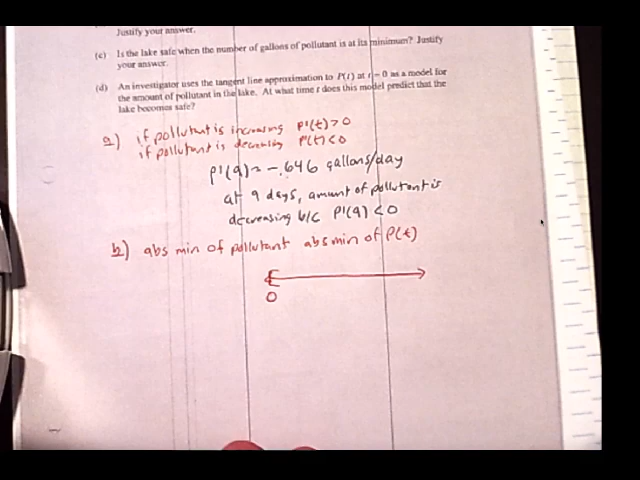 Justify your answer.
(c) Is the lake safe when the number of gallons of pollutant is at its minimum? Justify
your answer.
(d) An investigator uses the tangent line approximation to P(t) at t = 0 as a model for
the amount of pollutant in the lake. At what time t does this model predict that the
lake becomes safe?
a) if pollutant is increasing P'(t)>0
if pollutant is decreasing P'(t)<0
P'(9)≈-.646 gallons/day
at 9 days, amount of pollutant is
decreasing b/c P'(9)<0
b) abs min of pollutant abs min of P(t)
0